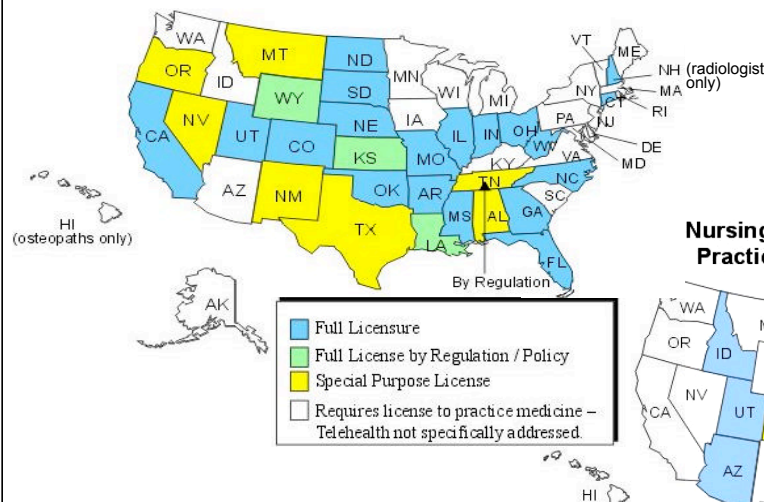 WA
MT
ND
MN
VT
ME
OR
ID
SD
WI
NH (radiologist
only)
WY
MI
NY
MA
RI
CT
NV
NE
IA
PA
NJ
CA
UT
CO
IL
IN
OH
WV
DE
MD
KS
MO
KY
VA
AZ
NM
OK
AR
TN
NC
SC
TX
MS
AL
GA
LA
FL
HI
(osteopaths only)
By Regulation
AK
Full Licensure
Full License by Regulation / Policy
Special Purpose License
Requires license to practice medicine –
Telehealth not specifically addressed.
Nursing
Practi
WA
OR
ID
NV
CA
UT
AZ
HI